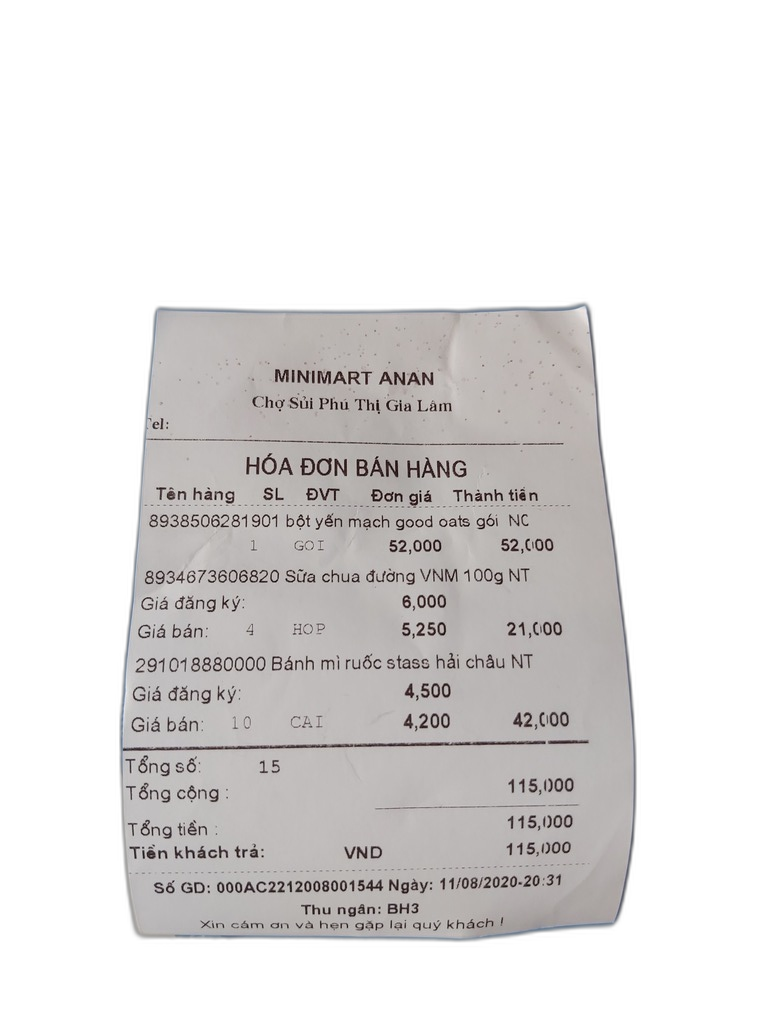 MINIMART ANAN
Chợ Sủi Phú Thị Gia Lâm
Tel:
HÓA ĐƠN BÁN HÀNG
Tên hàng SL ĐVT Đơn giá Thành tiền
8938506281901 bột yến mạch good oats gói NC
1 GOI 52,000 52,000
8934673606820 Sữa chua đường VNM 100g NT
Giá đăng ký: 6,000
Giá bán: 4 HOP 5,250 21,000
291018880000 Bánh mì ruốc stass hải châu NT
Giá đăng ký: 4,500
Giá bán: 10 CAI 4,200 42,000
Tổng số: 15
Tổng cộng : 115,000
Tổng tiền : 115,000
Tiền khách trả: VND 115,000
Số GD: 000AC2212008001544 Ngày: 11/08/2020-20:31
Thu ngân: BH3
Xin cám ơn và hẹn gặp lại quý khách !